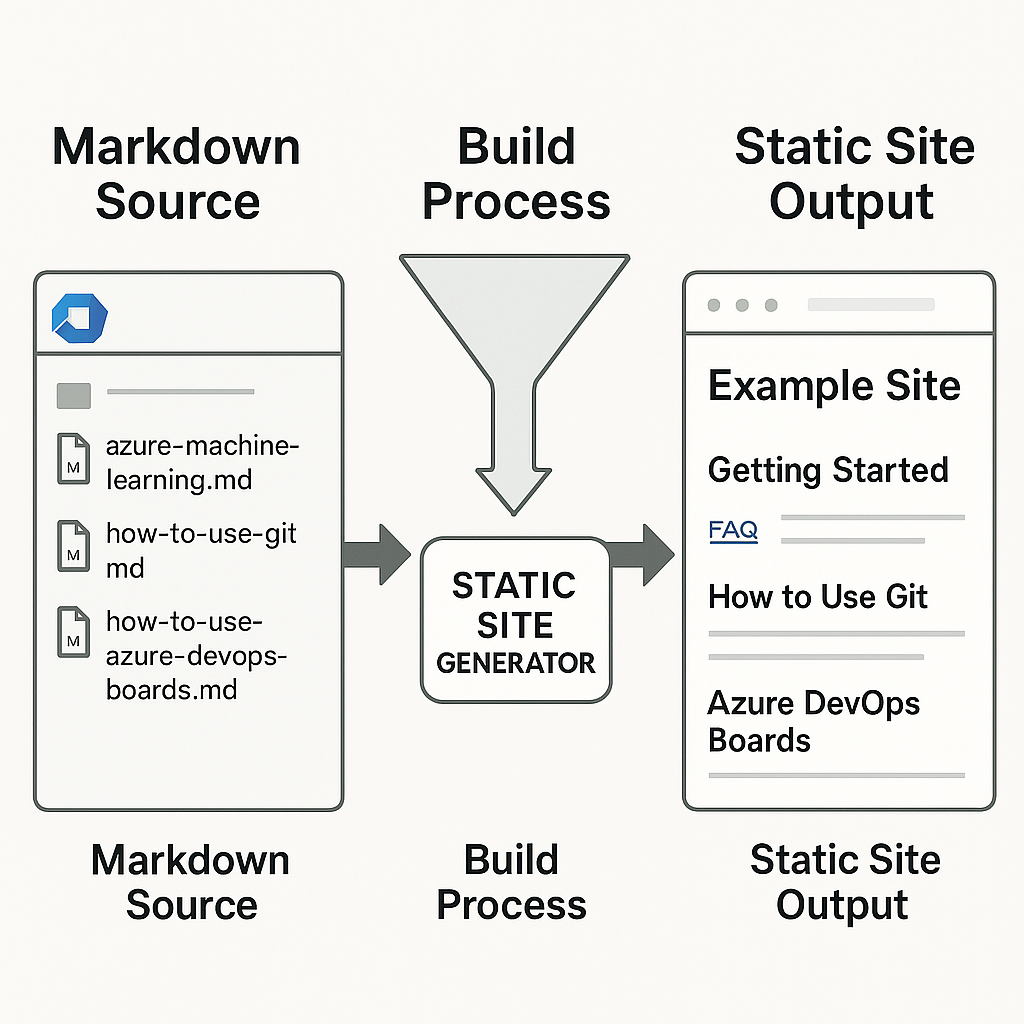 Markdown
Source
Build
Process
Static Site
Output
M
azure-machine-
learning.md
M
how-to-use-git
md
M
how-to-use-
azure-devops-
boards.md
STATIC
SITE
GENERATOR
Example Site
Getting Started
FAQ
How to Use Git
Azure DevOps
Boards
Markdown
Source
Build
Process
Static Site
Output